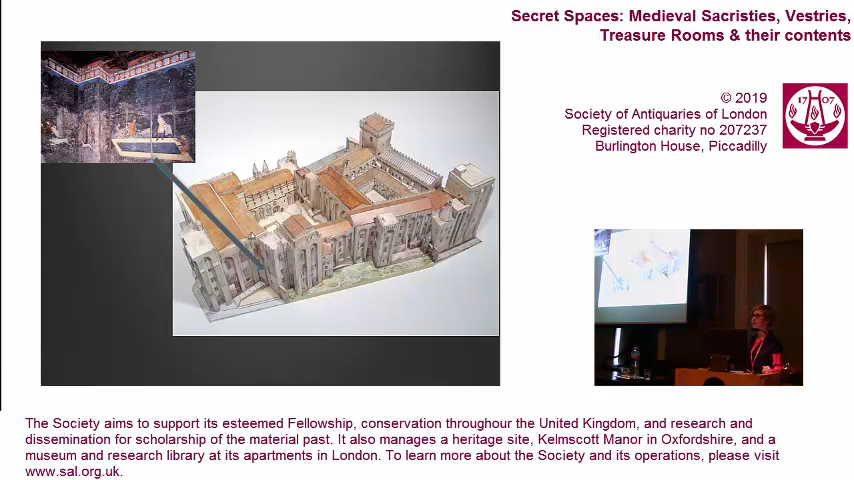 Secret Spaces: Medieval Sacristies, Vestries,
Treasure Rooms & their contents
© 2019
Society of Antiquaries of London
Registered charity no 207237
Burlington House, Piccadilly
17 07
The Society aims to support its esteemed Fellowship, conservation throughour the United Kingdom, and research and
dissemination for scholarship of the material past. It also manages a heritage site, Kelmscott Manor in Oxfordshire, and a
museum and research library at its apartments in London. To learn more about the Society and its operations, please visit
www.sal.org.uk.